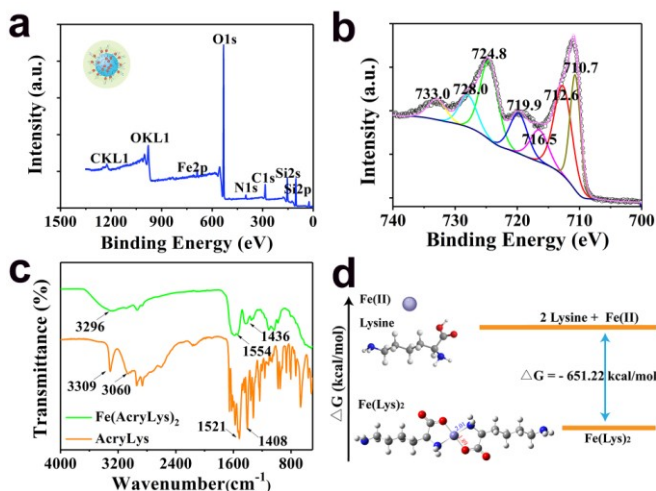 a
O1s
OKL1
CKL1
Fe2p
N1s
C1s
Si2s
Si2p
Intensity (a.u.)
1500 1200 900 600 300 0
Binding Energy (eV)
b
733.0
728.0
724.8
719.9
716.5
712.6
710.7
Intensity (a.u.)
740 730 720 710 700
Binding Energy (eV)
c
Transmittance (%)
3296
1554
1436
3309
3060
1521
1408
Fe(AcryLys)2
AcryLys
4000 3200 2400 1600 800
Wavenumber(cm-1)
d
△G (kcal/mol)
Fe(II)
Lysine
2 Lysine + Fe(II)
△G = - 651.22 kcal/mol
Fe(Lys)2
Fe(Lys)2